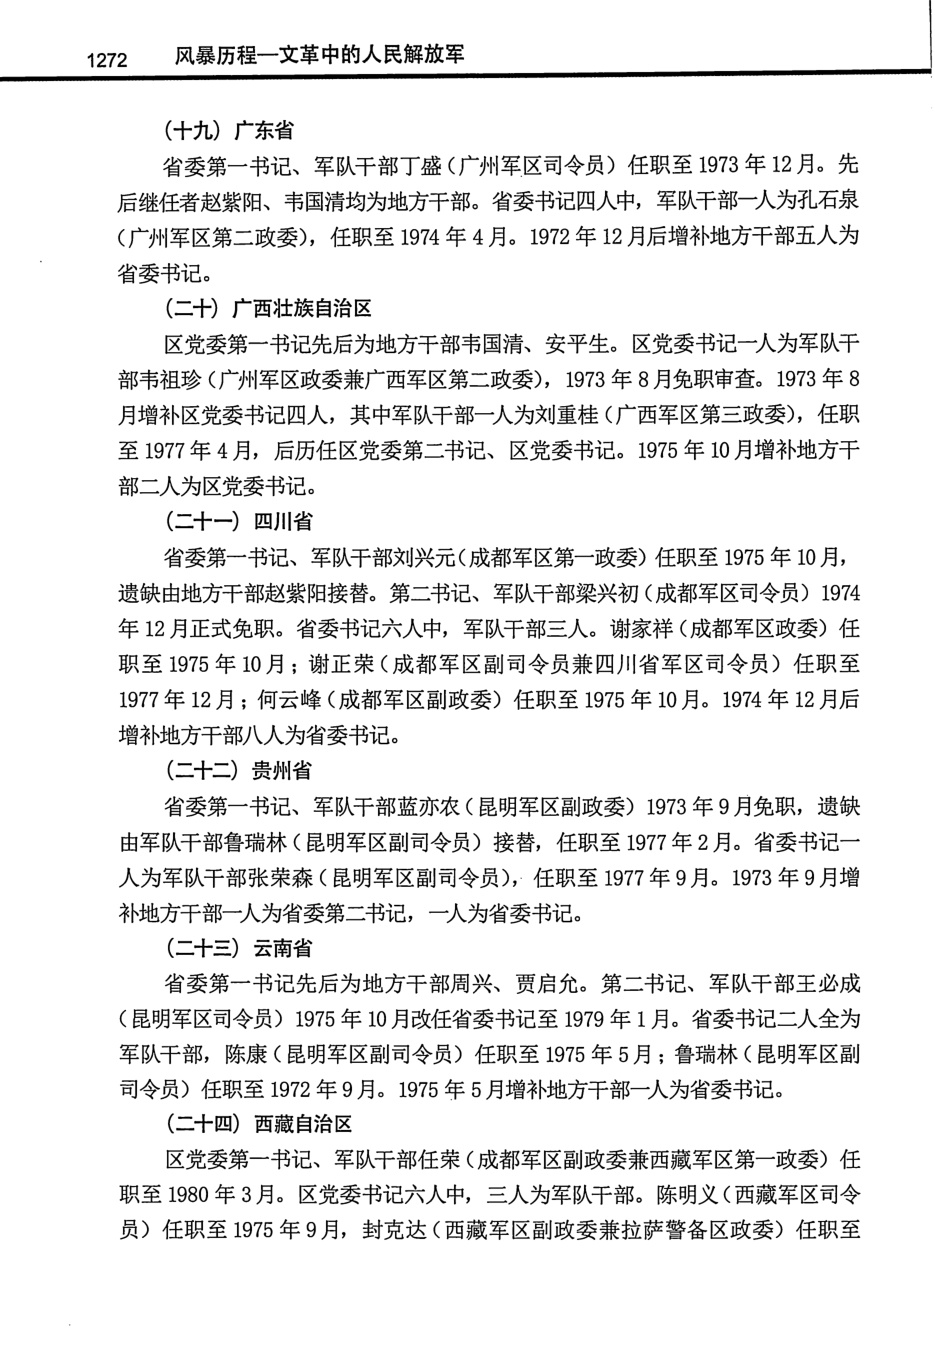 1272 风暴历程—文革中的人民解放军
（十九）广东省
省委第一书记、军队干部丁盛（广州军区司令员）任职至 1973 年 12 月。先
后继任者赵紫阳、韦国清均为地方干部。省委书记四人中，军队干部一人为孔石泉
（广州军区第二政委），任职至 1974 年 4 月。1972 年 12 月后增补地方干部五人为
省委书记。
（二十）广西壮族自治区
区党委第一书记先后为地方干部韦国清、安平生。区党委书记一人为军队干
部韦祖珍（广州军区政委兼广西军区第二政委），1973 年 8 月免职审查。1973 年 8
月增补区党委书记四人，其中军队干部一人为刘重桂（广西军区第三政委），任职
至 1977 年 4 月，后历任区党委第二书记、区党委书记。1975 年 10 月增补地方干
部二人为区党委书记。
（二十一）四川省
省委第一书记、军队干部刘兴元（成都军区第一政委）任职至 1975 年 10 月，
遗缺由地方干部赵紫阳接替。第二书记、军队干部梁兴初（成都军区司令员）1974
年 12 月正式免职。省委书记六人中，军队干部三人。谢家祥（成都军区政委）任
职至 1975 年 10 月；谢正荣（成都军区副司令员兼四川省军区司令员）任职至
1977 年 12 月；何云峰（成都军区副政委）任职至 1975 年 10 月。1974 年 12 月后
增补地方干部八人为省委书记。
（二十二）贵州省
省委第一书记、军队干部蓝亦农（昆明军区副政委）1973 年 9 月免职，遗缺
由军队干部鲁瑞林（昆明军区副司令员）接替，任职至 1977 年 2 月。省委书记一
人为军队干部张荣森（昆明军区副司令员），任职至 1977 年 9 月。1973 年 9 月增
补地方干部一人为省委第二书记，一人为省委书记。
（二十三）云南省
省委第一书记先后为地方干部周兴、贾启允。第二书记、军队干部王必成
（昆明军区司令员）1975 年 10 月改任省委书记至 1979 年 1 月。省委书记二人全为
军队干部，陈康（昆明军区副司令员）任职至 1975 年 5 月；鲁瑞林（昆明军区副
司令员）任职至 1972 年 9 月。1975 年 5 月增补地方干部一人为省委书记。
（二十四）西藏自治区
区党委第一书记、军队干部任荣（成都军区副政委兼西藏军区第一政委）任
职至 1980 年 3 月。区党委书记六人中，三人为军队干部。陈明义（西藏军区司令
员）任职至 1975 年 9 月，封克达（西藏军区副政委兼拉萨警备区政委）任职至